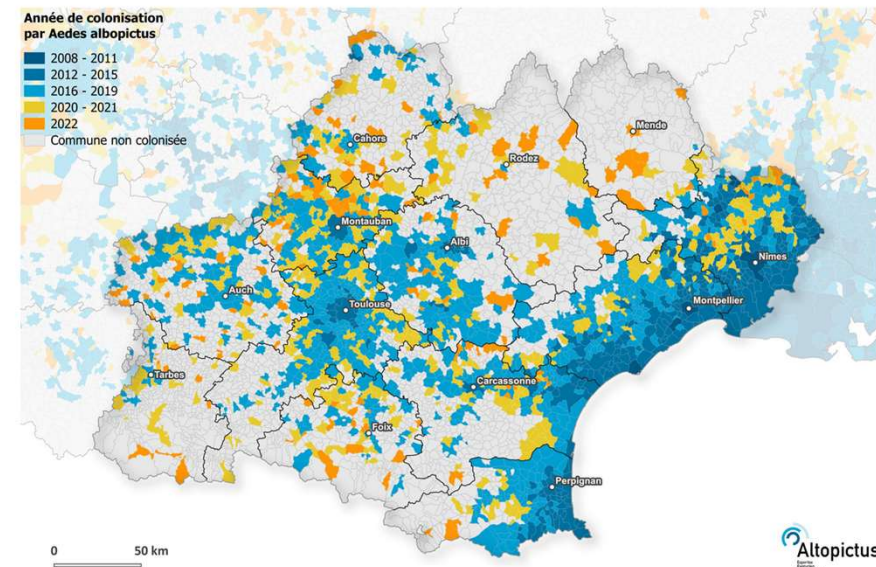 Année de colonisation
par Aedes albopictus
2008 - 2011
2012 - 2015
2016 - 2019
2020 - 2021
2022
Commune non colonisée
Mende
Cahors
Rodez
Montauban
Albi
Nîmes
Auch
Toulouse
Montpellier
Tarbes
Carcassonne
Foix
Perpignan
0 50 km
Altopictus